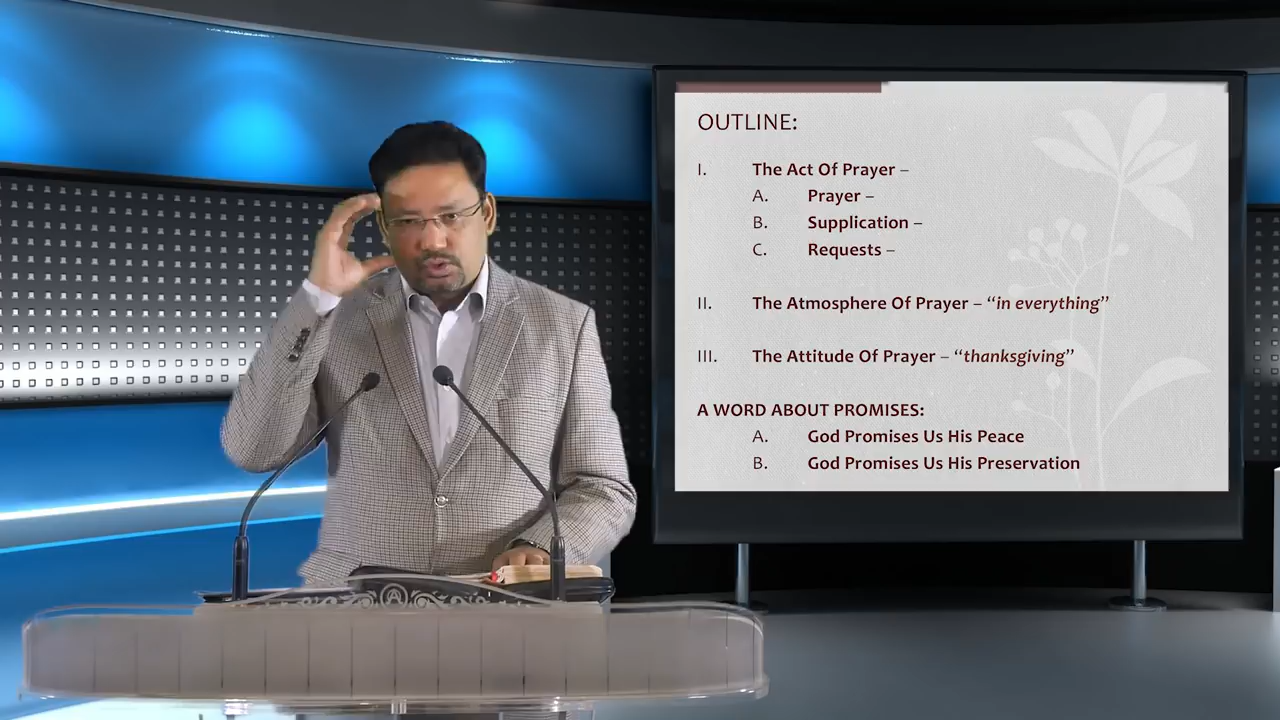 OUTLINE:
I. The Act Of Prayer –
A. Prayer –
B. Supplication –
C. Requests –
II. The Atmosphere Of Prayer – “in everything”
III. The Attitude Of Prayer – “thanksgiving”
A WORD ABOUT PROMISES:
A. God Promises Us His Peace
B. God Promises Us His Preservation